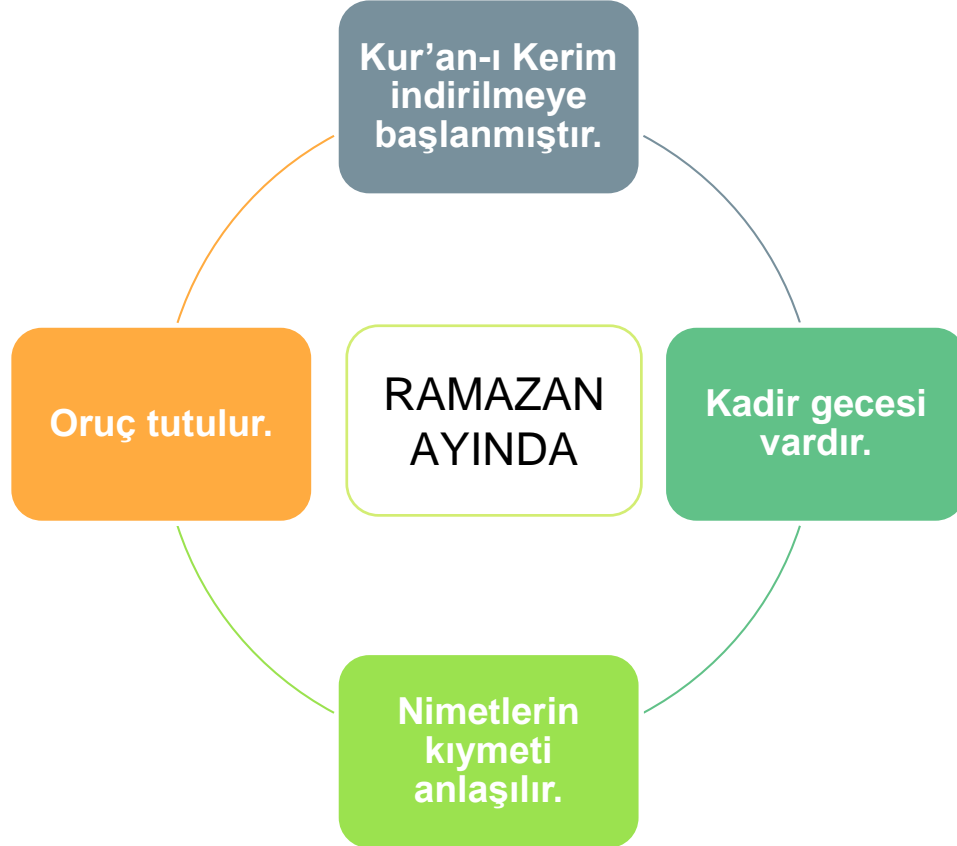 Kur’an-ı Kerim
indirilmeye
başlanmıştır.
Oruç tutulur.
RAMAZAN
AYINDA
Kadir gecesi
vardır.
Nimetlerin
kıymeti
anlaşılır.